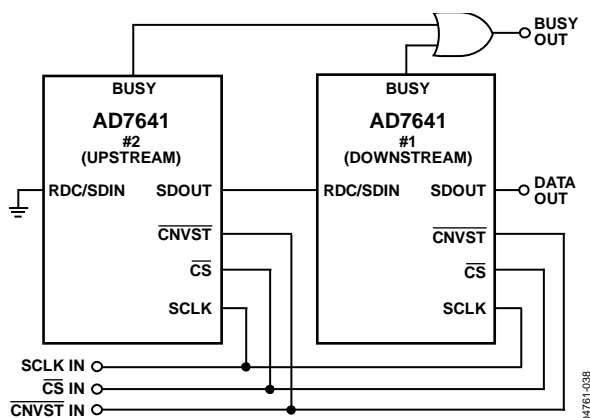 BUSY
OUT
BUSY
AD7641
#2
(UPSTREAM)
RDC/SDIN SDOUT
CNVST
CS
SCLK
BUSY
AD7641
#1
(DOWNSTREAM)
RDC/SDIN SDOUT
CNVST
CS
SCLK
DATA
OUT
SCLK IN
CS IN
CNVST IN
04761-038